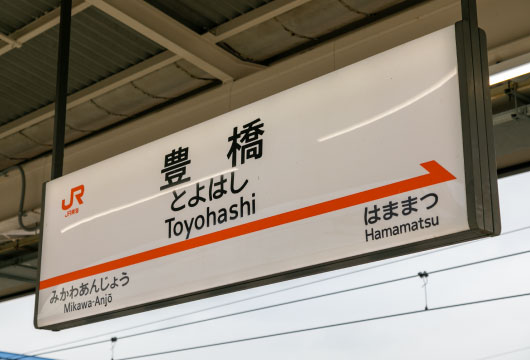 JR
JR東海
豊橋
とよはし
Toyohashi
みかわあんじょう
Mikawa-Anjō
はままつ
Hamamatsu